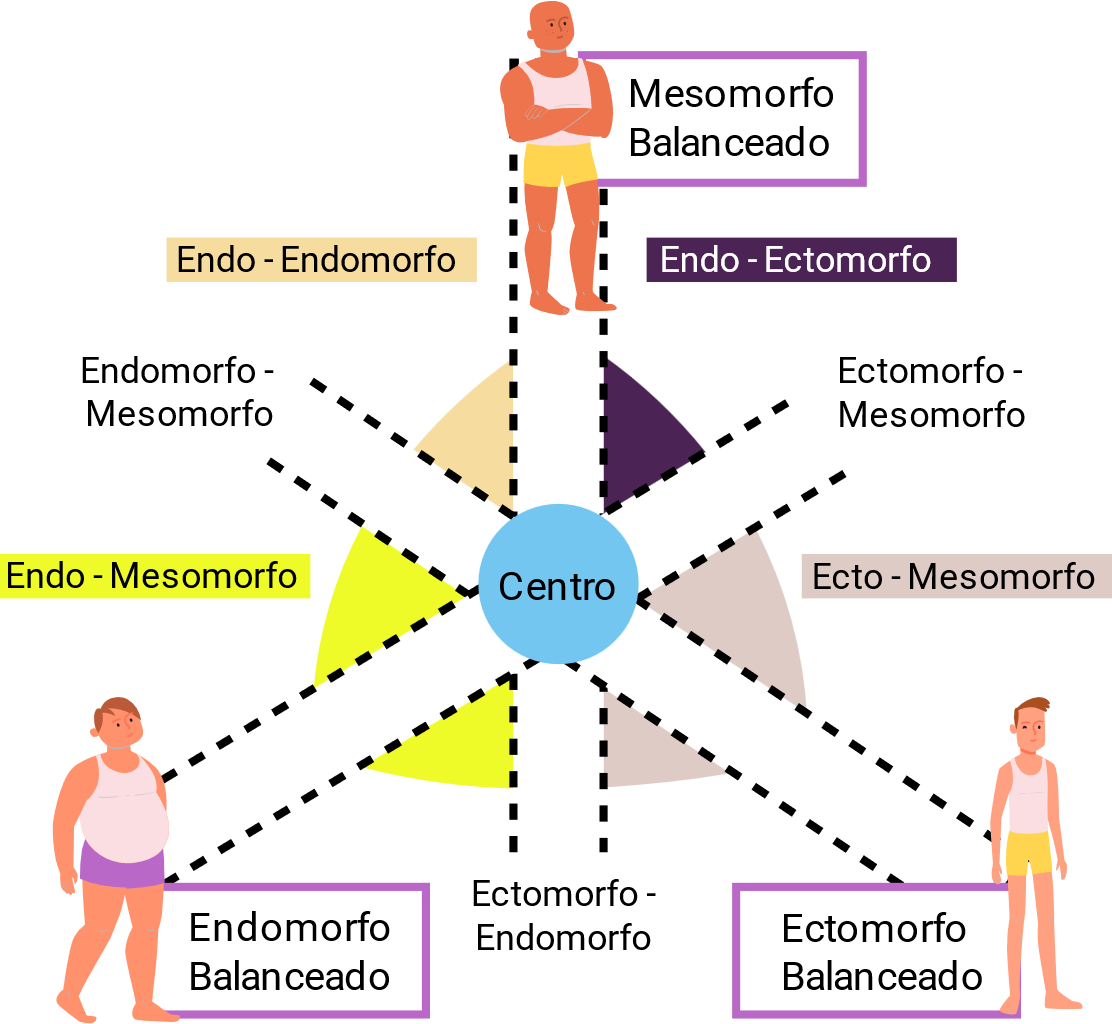 Mesomorfo
Balanceado
Endo - Endomorfo
Endo - Ectomorfo
Endomorfo -
Mesomorfo
Ectomorfo -
Mesomorfo
Endo - Mesomorfo
Centro
Ecto - Mesomorfo
Endomorfo
Balanceado
Ectomorfo -
Endomorfo
Ectomorfo
Balanceado